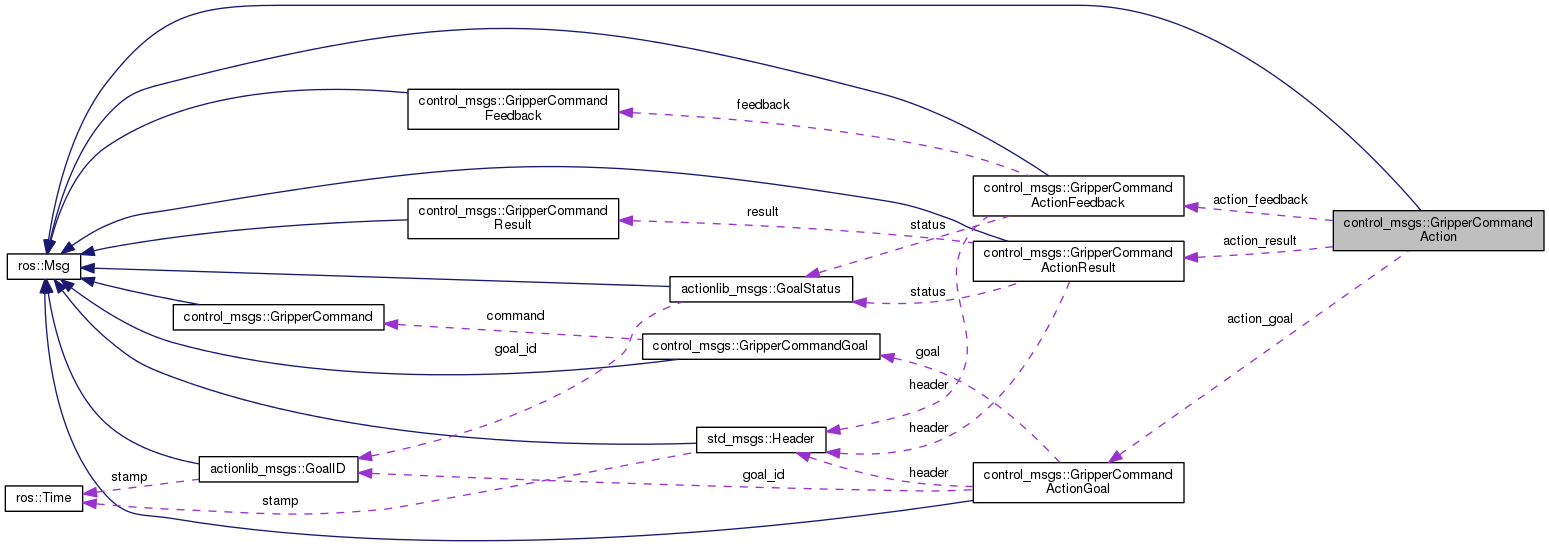 control_msgs::GripperCommand
Feedback
feedback
control_msgs::GripperCommand
ActionFeedback
action_feedback
control_msgs::GripperCommand
Action
control_msgs::GripperCommand
Result
result
status
action_result
control_msgs::GripperCommand
ActionResult
ros::Msg
actionlib_msgs::GoalStatus
status
control_msgs::GripperCommand
command
action_goal
control_msgs::GripperCommandGoal
goal_id
goal
header
header
std_msgs::Header
actionlib_msgs::GoalID
goal_id
header
control_msgs::GripperCommand
ActionGoal
stamp
ros::Time
stamp